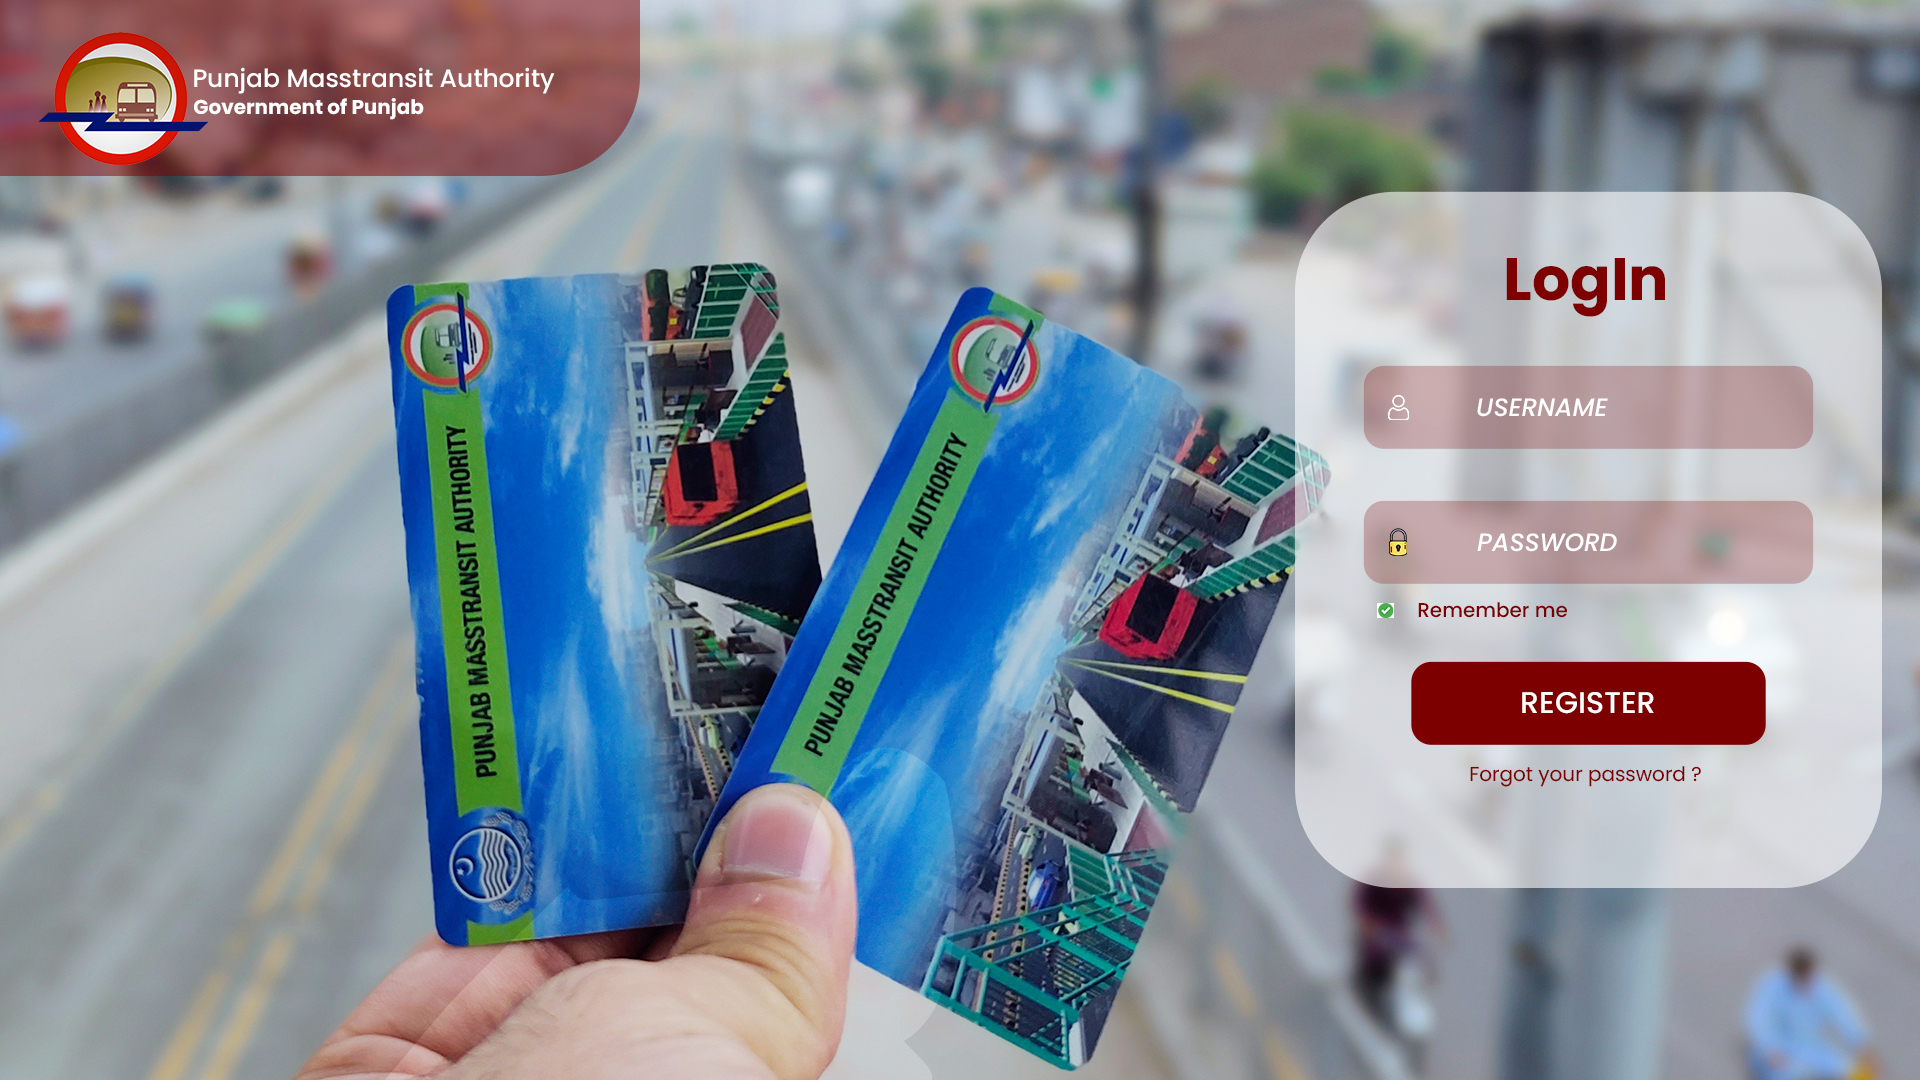 Punjab Masstransit Authority
Government of Punjab
PUNJAB MASSTRANSIT AUTHORITY
PUNJAB MASSTRANSIT AUTHORITY
LogIn
USERNAME
PASSWORD
Remember me
REGISTER
Forgot your password ?